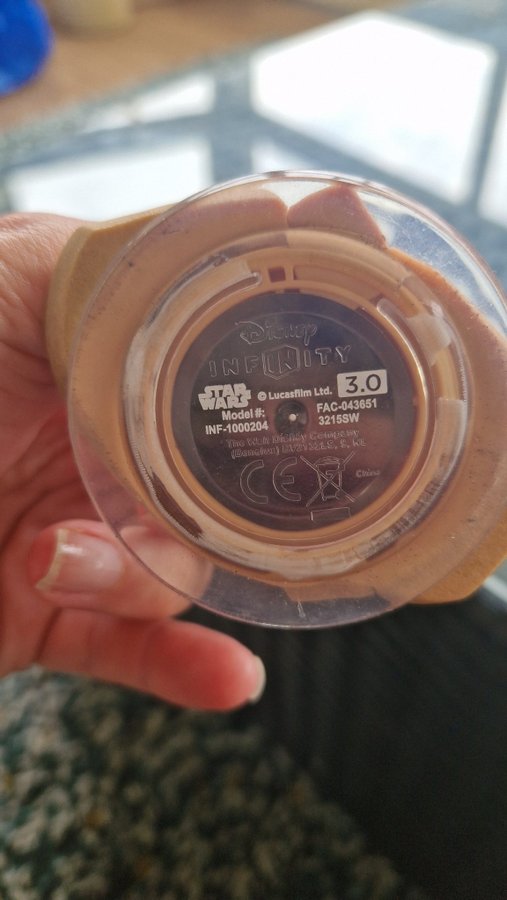 Disney
INFINITY
STAR WARS © Lucasfilm Ltd. 3.0
Model #: FAC-043651
INF-1000204 3215SW
The Walt Disney Company
CE
China